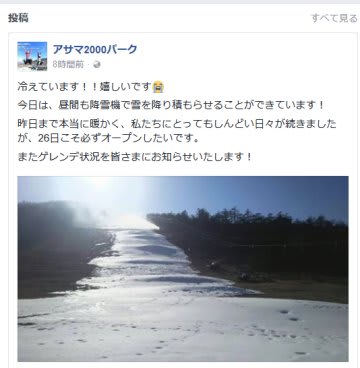 投稿
すべて見る
アサマ2000パーク
8時間前·
冷えています！！嬉しいです😭
今日は、昼間も降雪機で雪を降り積もらせることができています！
昨日まで本当に暖かく、私たちにとってもしんどい日々が続きました
が、26日こそ必ずオープンしたいです。
またゲレンデ状況を皆さまにお知らせいたします！